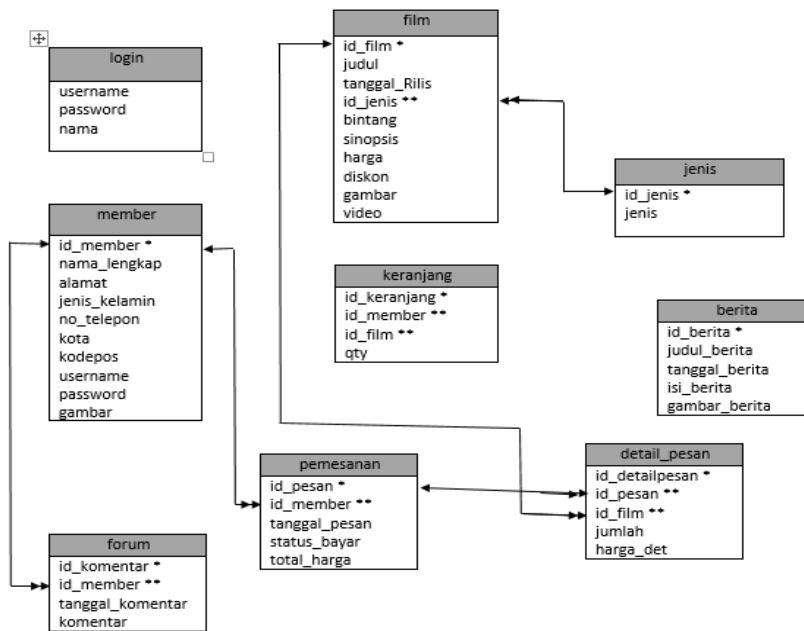 login
username
password
nama
film
id_film *
judul
tanggal_Rilis
id_jenis **
bintang
sinopsis
harga
diskon
gambar
video
jenis
id_jenis *
jenis
member
id_member *
nama_lengkap
alamat
jenis_kelamin
no_telepon
kota
kodepos
username
password
gambar
keranjang
id_keranjang *
id_member **
id_film **
qty
berita
id_berita *
judul_berita
tanggal_berita
isi_berita
gambar_berita
pemesanan
id_pesan *
id_member **
tanggal_pesan
status_bayar
total_harga
detail_pesan
id_detailpesan *
id_pesan **
id_film **
jumlah
harga_det
forum
id_komentar *
id_member **
tanggal_komentar
komentar